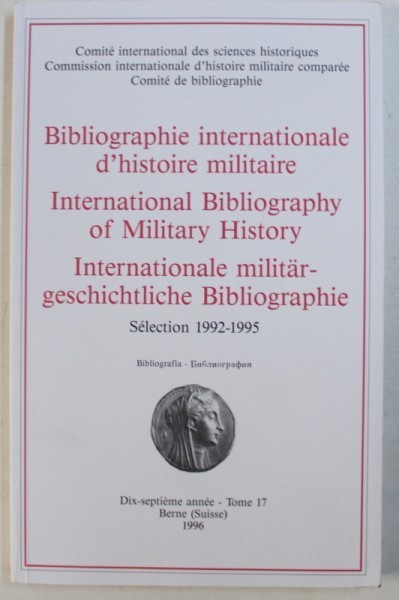 Comité international des sciences historiques
Commission internationale d'histoire militaire comparée
Comité de bibliographie
Bibliographie internationale
d'histoire militaire
International Bibliography
of Military History
Internationale militär-
geschichtliche Bibliographie
Sélection 1992-1995
Bibliografia - Библиография
Dix-septième année - Tome 17
Berne (Suisse)
1996